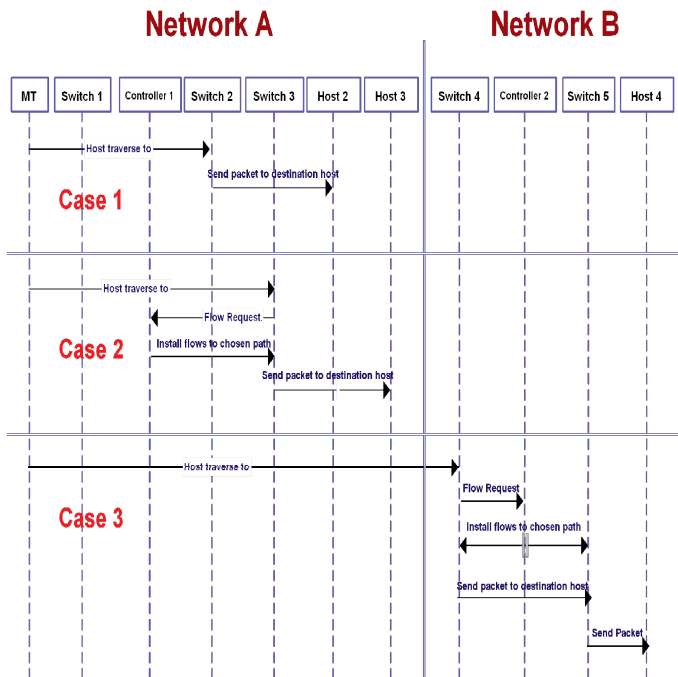 Network A
Network B
MT
Switch 1
Controller 1
Switch 2
Switch 3
Host 2
Host 3
Switch 4
Controller 2
Switch 5
Host 4
Host traverse to
Send packet to destination host
Case 1
Host traverse to
Flow Request.
Install flows to chosen path
Case 2
Send packet to destination host
Host traverse to
Flow Request
Case 3
Install flows to chosen path
Send packet to destination host
Send Packet